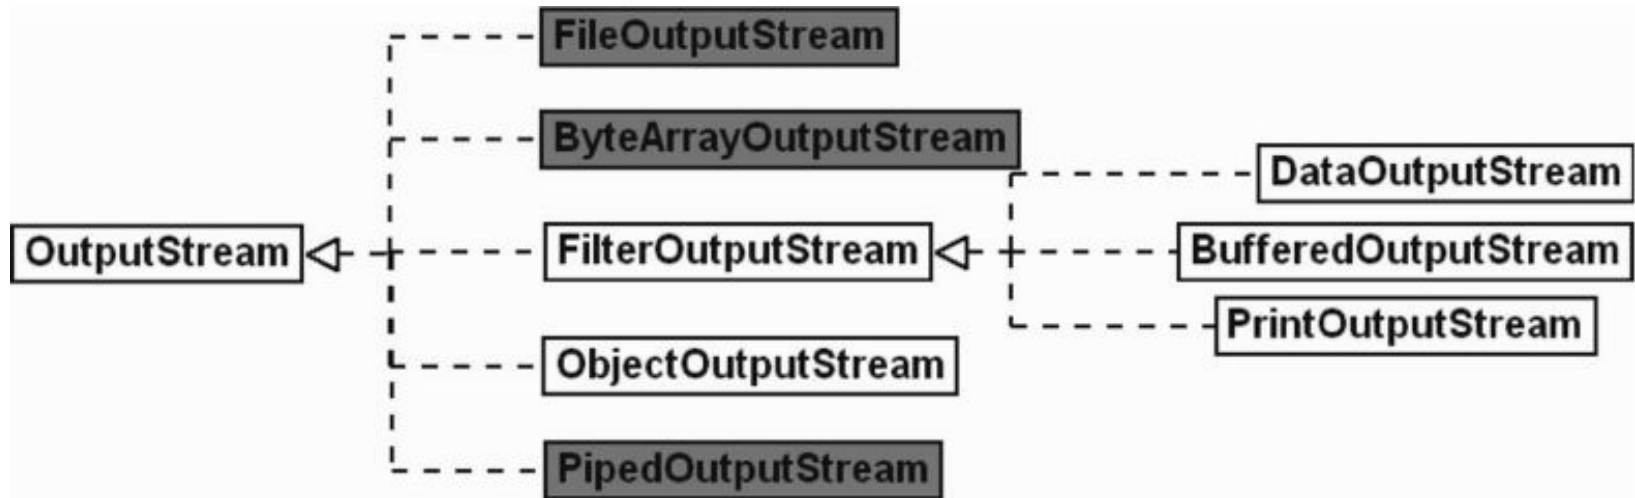 FileOutputStream
ByteArrayOutputStream
DataOutputStream
OutputStream
FilterOutputStream
BufferedOutputStream
PrintOutputStream
ObjectOutputStream
PipedOutputStream